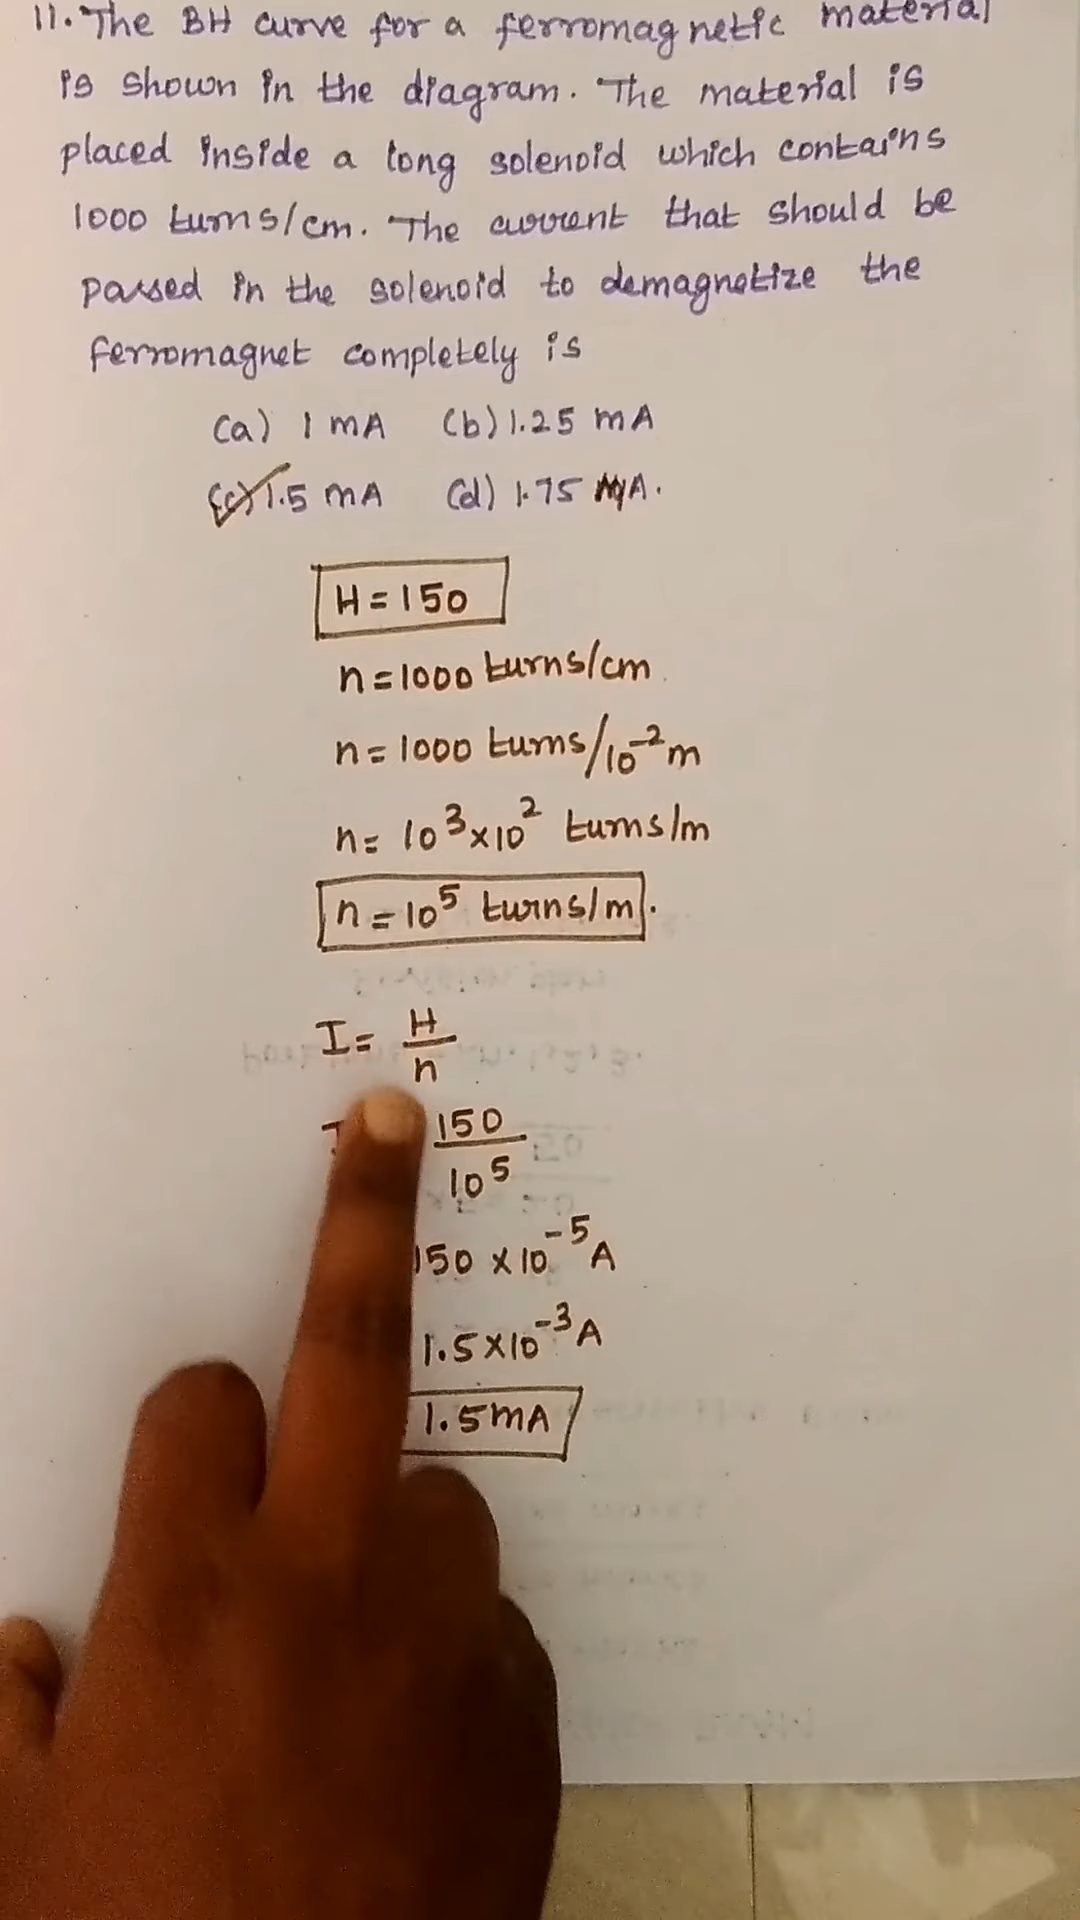 11. The BH curve for a ferromagnetic material
is shown in the diagram. The material is
placed inside a long solenoid which contains
1000 turns/cm. The current that should be
passed in the solenoid to demagnetize the
ferromagnet completely is
(a) 1 mA (b) 1.25 mA
(c) 1.5 mA (d) 1.75 mA.
H = 150
n = 1000 turns/cm.
n = 1000 turns/10⁻² m
n = 10³ × 10² turns/m
n = 10⁵ turns/m.
I = H/n
150/10⁵
150 × 10⁻⁵ A
1.5 × 10⁻³ A
1.5 mA